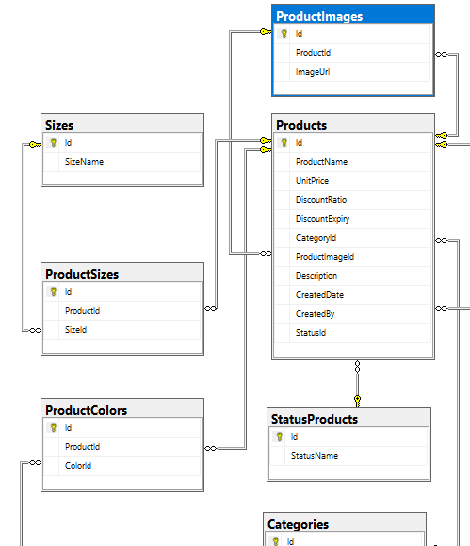 ProductImages
Id
ProductId
ImageUrl
Sizes
Id
SizeName
Products
Id
ProductName
UnitPrice
DiscountRatio
DiscountExpiry
CategoryId
ProductImageId
Description
CreatedDate
CreatedBy
StatusId
ProductSizes
Id
ProductId
SizeId
ProductColors
Id
ProductId
ColorId
StatusProducts
Id
StatusName
Categories
Id